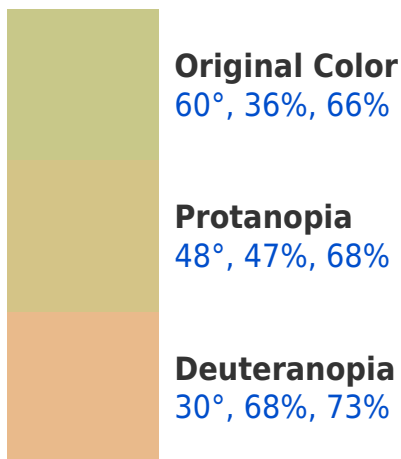 Original Color
60°, 36%, 66%
Protanopia
48°, 47%, 68%
Deuteranopia
30°, 68%, 73%